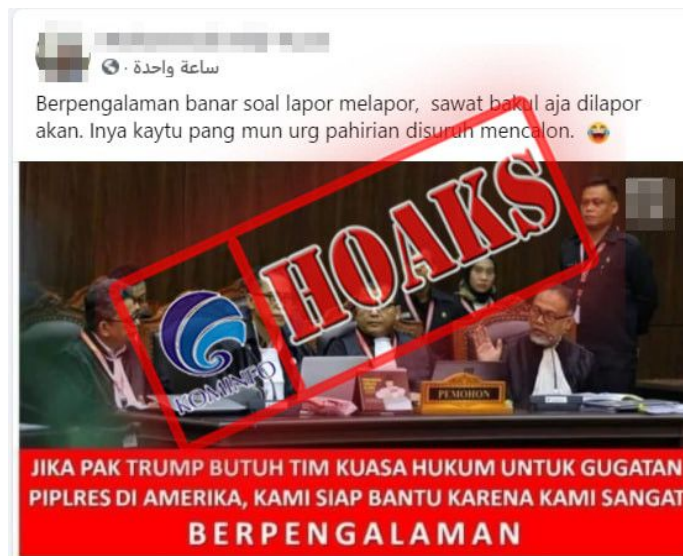 ساعة واحدة
Berpengalaman banar soal lapor melapor, sawat bakul aja dilapor
akan. Inya kaytu pang mun urg pahirian disuruh mencalon.
HOAKS
KOMINFO
PEMOHON
JIKA PAK TRUMP BUTUH TIM KUASA HUKUM UNTUK GUGATAN
PIPLRES DI AMERIKA, KAMI SIAP BANTU KARENA KAMI SANGAT
BERPENGALAMAN